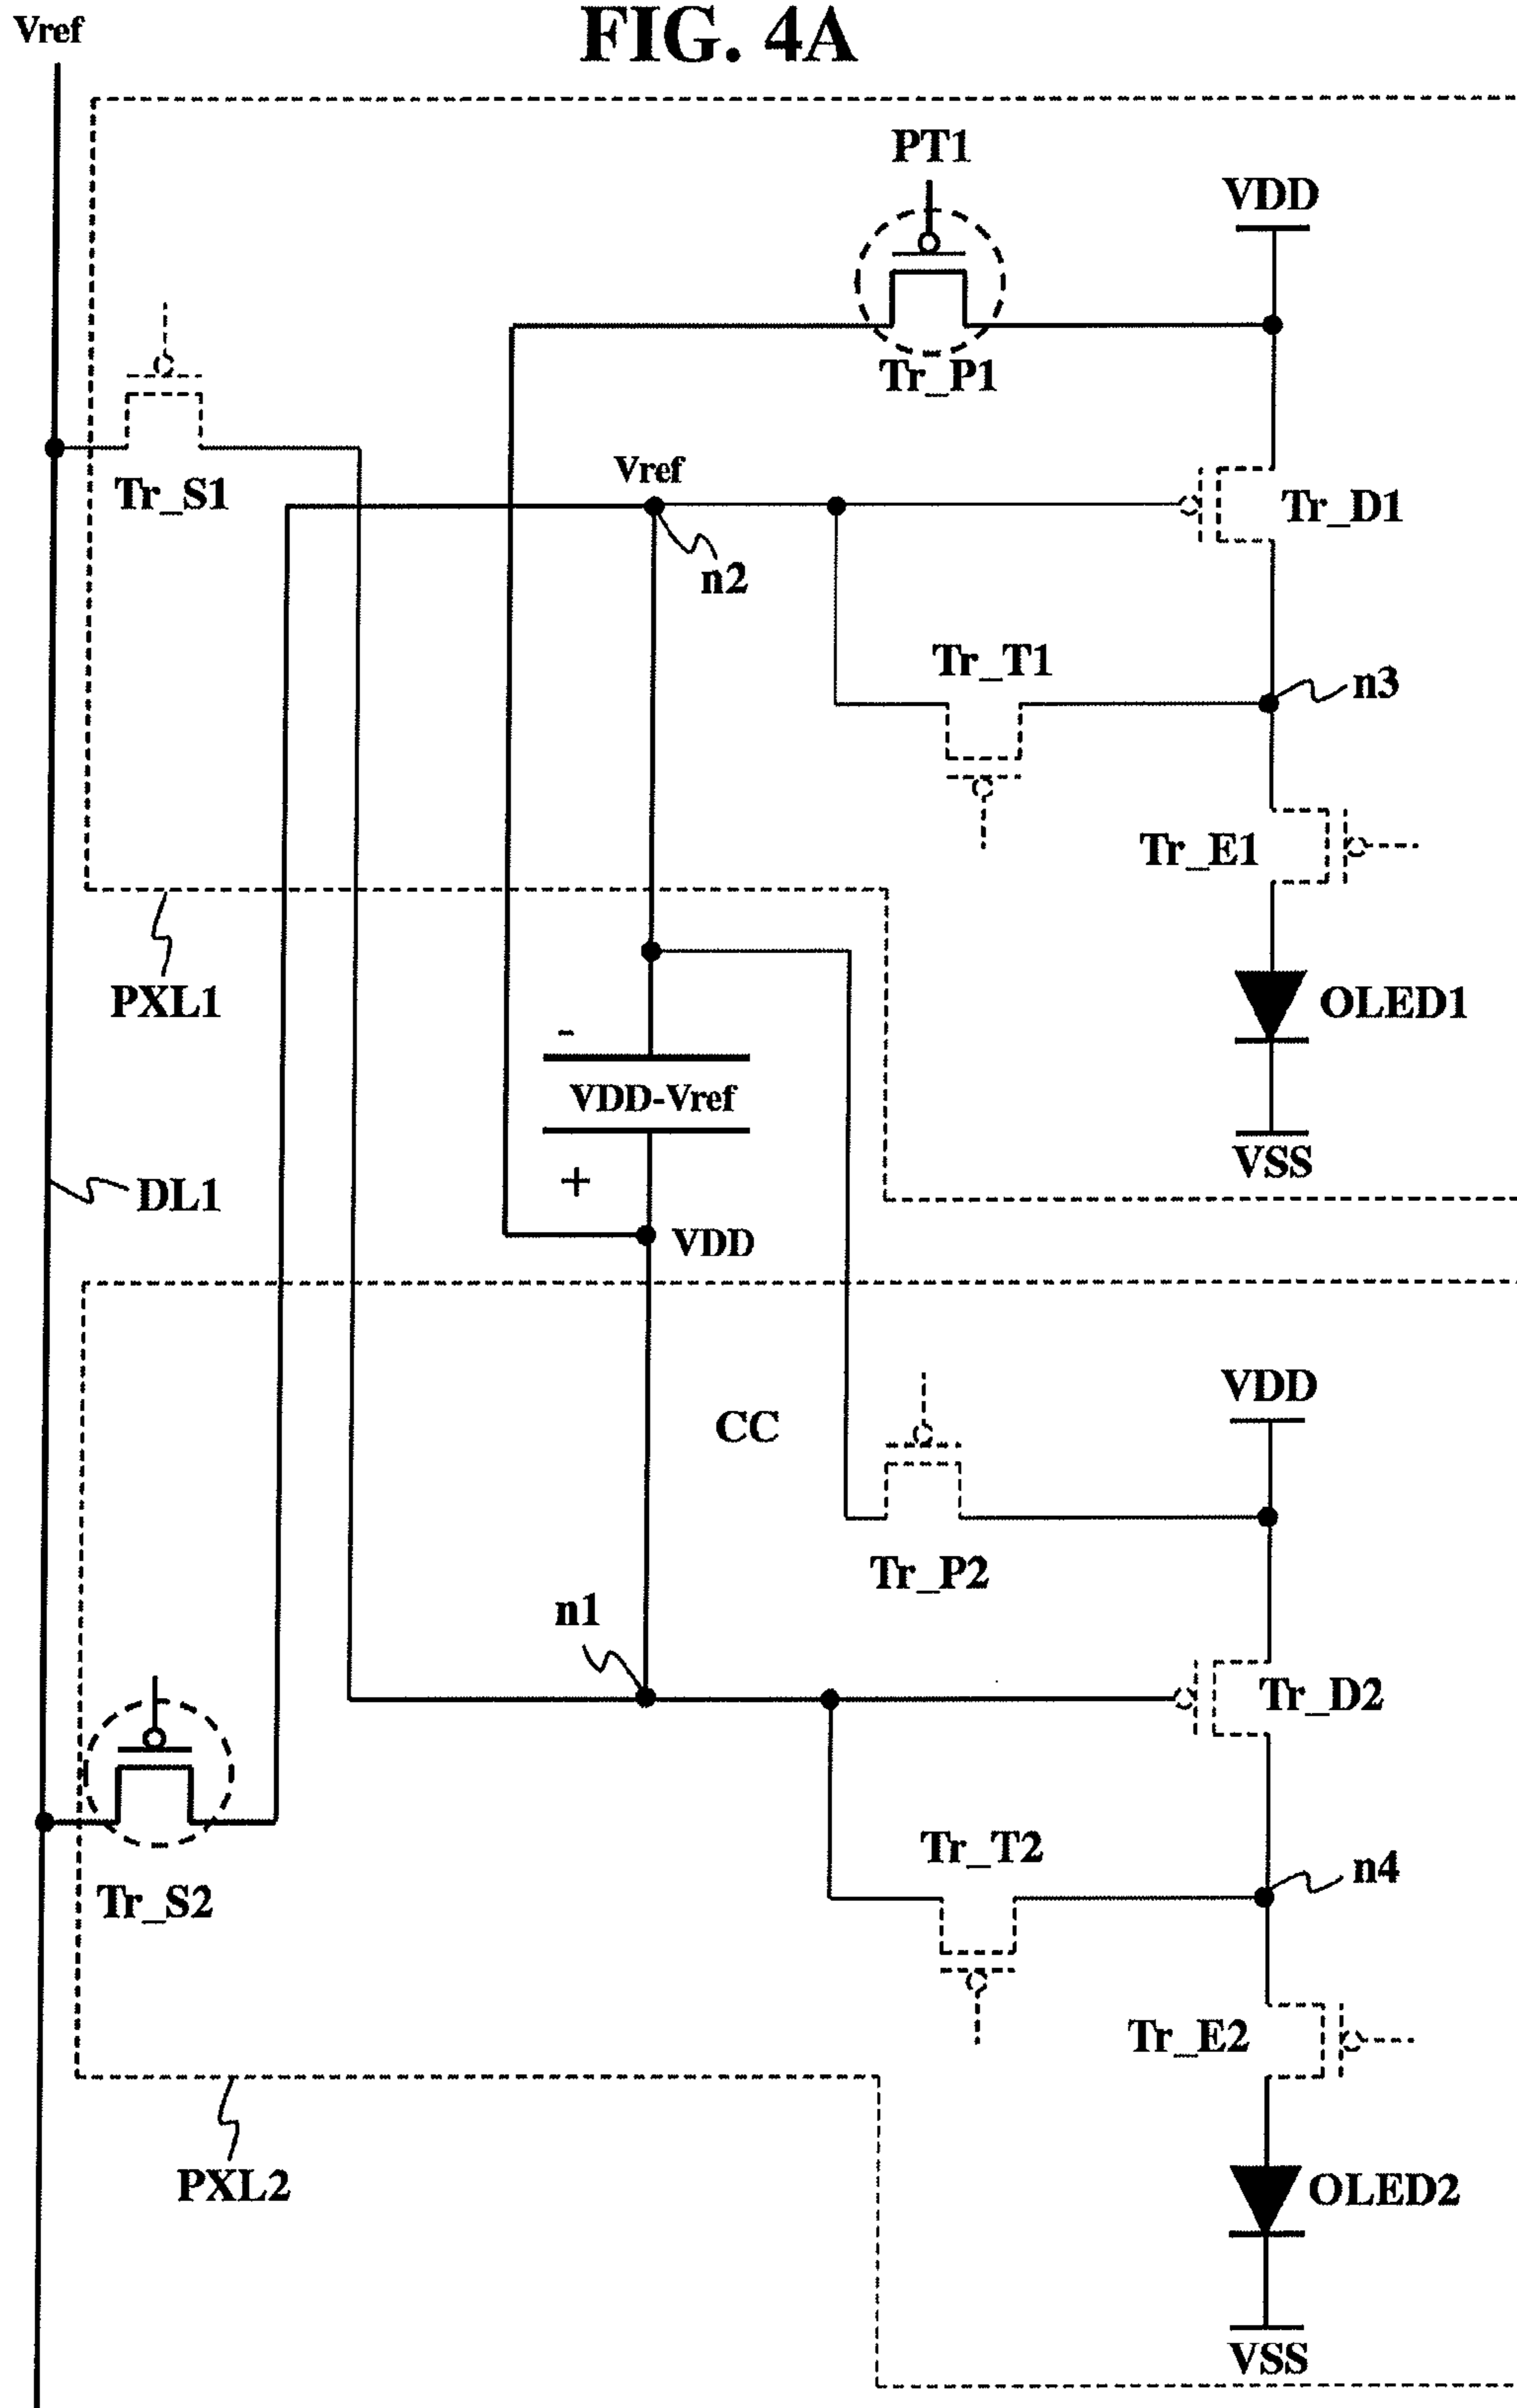 FIG. 4A
Vref
PT1
VDD
Tr_P1
Tr_S1
Vref
Tr_D1
n2
Tr_T1
n3
Tr_E1
PXL1
OLED1
-
VDD-Vref
VSS
+
DL1
VDD
VDD
CC
Tr_P2
n1
Tr_D2
Tr_T2
n4
Tr_S2
Tr_E2
PXL2
OLED2
VSS